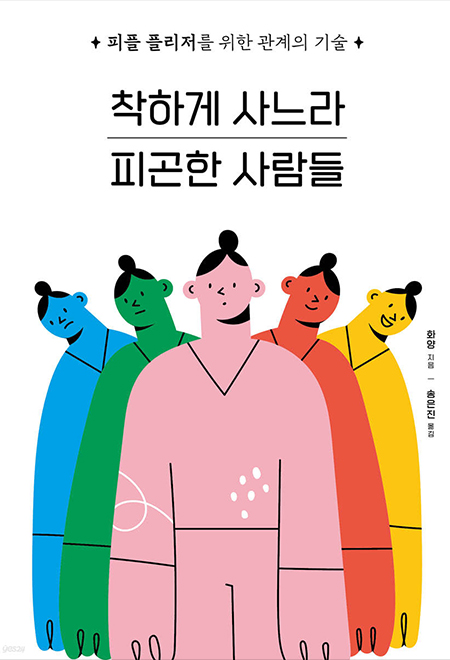 피플 플리저를 위한 관계의 기술
착하게 사느라
피곤한 사람들
화양 지음 — 송은진 옮김